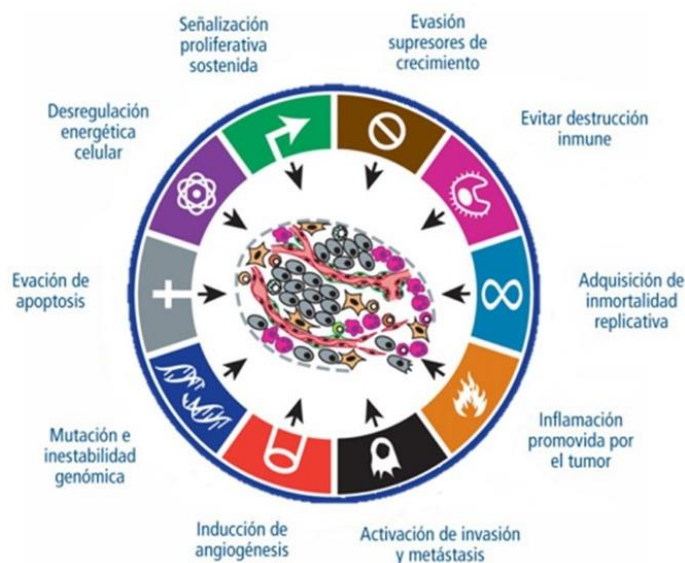 Señalización
proliferativa
sostenida
Evasión
supresores de
crecimiento
Desregulación
energética
celular
Evitar destrucción
inmune
Evación de
apoptosis
Adquisición de
inmortalidad
replicativa
Mutación e
inestabilidad
genómica
Inflamación
promovida por
el tumor
Inducción de
angiogénesis
Activación de invasión
y metástasis